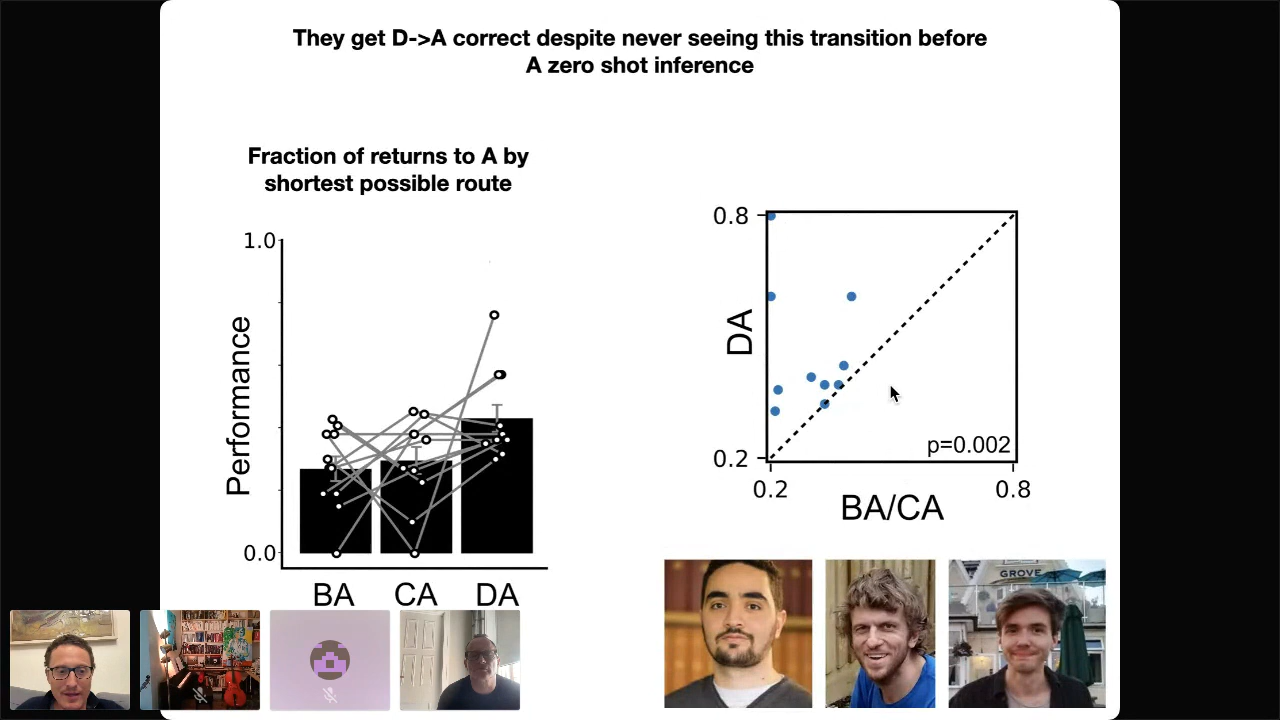 They get D->A correct despite never seeing this transition before
A zero shot inference
Fraction of returns to A by
shortest possible route
1.0
Performance
0.0
BA CA DA
0.8
DA
0.2
p=0.002
0.2 0.8
BA/CA
GROVE